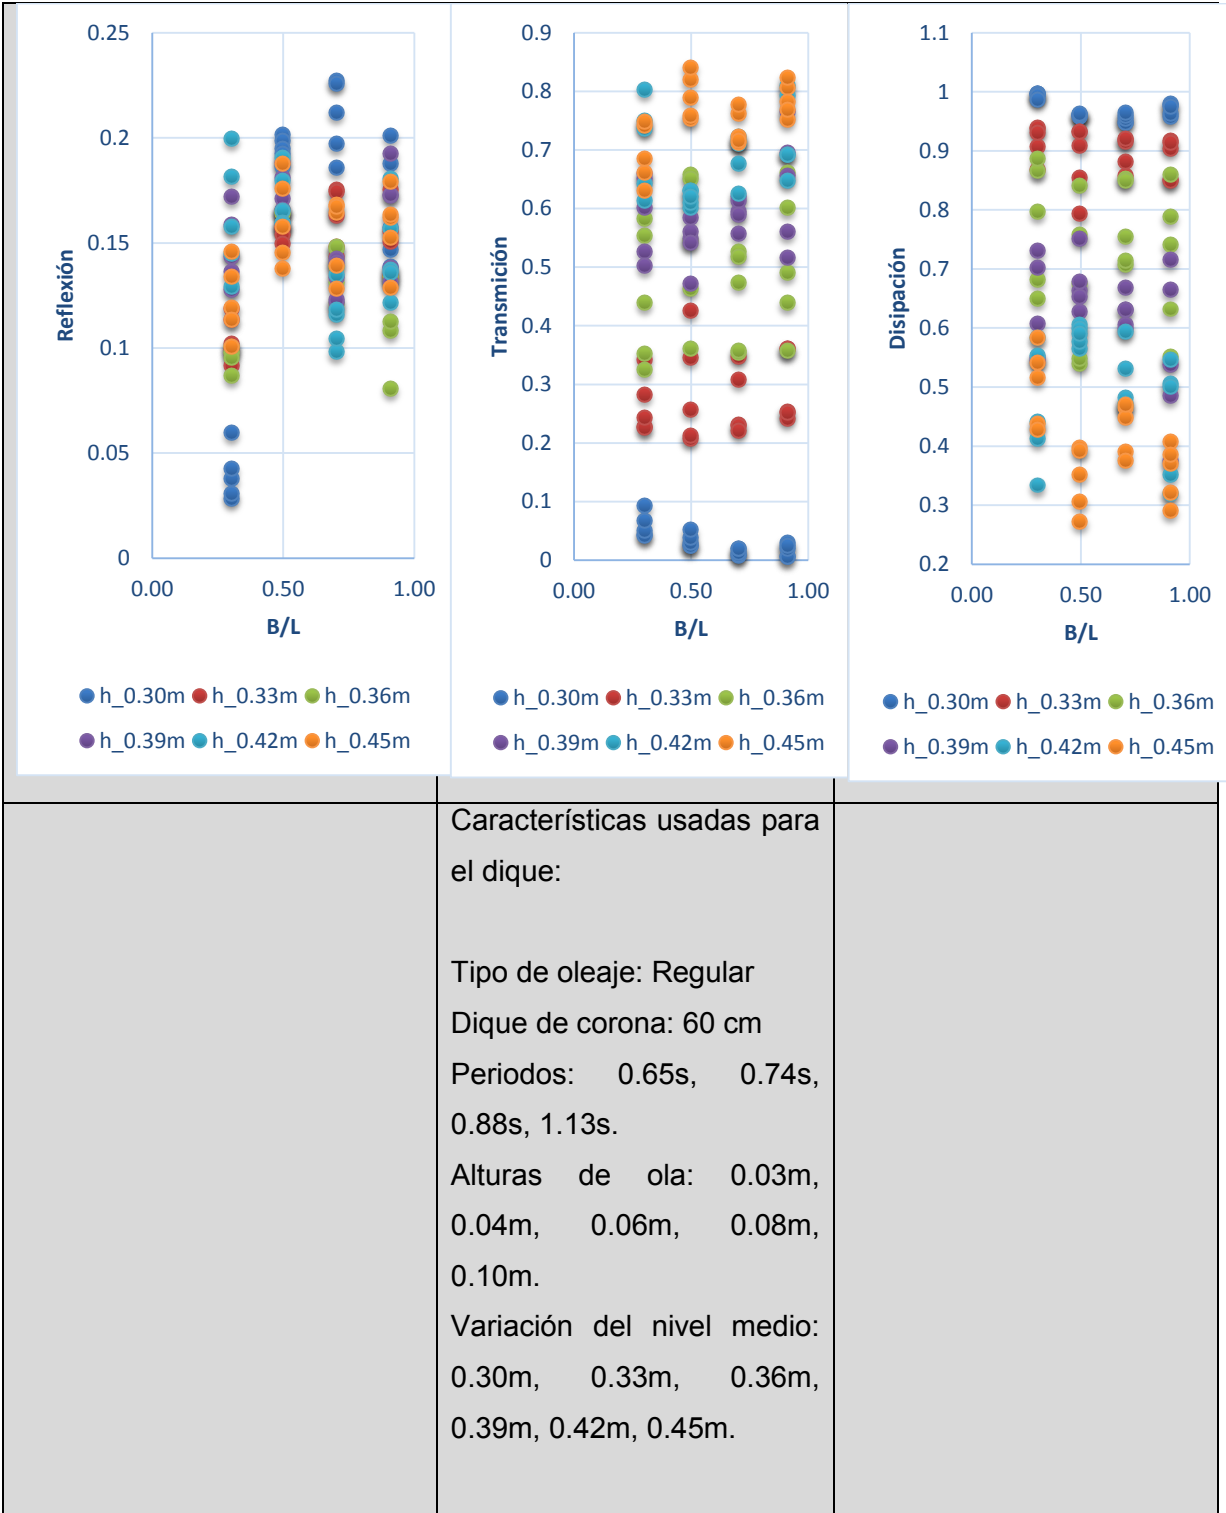 0.25
0.2
0.15
0.1
0.05
0
Reflexión
0.00 0.50 1.00
B/L
h_0.30m h_0.33m h_0.36m
h_0.39m h_0.42m h_0.45m
0.9
0.8
0.7
0.6
0.5
0.4
0.3
0.2
0.1
0
Transmición
0.00 0.50 1.00
B/L
h_0.30m h_0.33m h_0.36m
h_0.39m h_0.42m h_0.45m
1.1
1
0.9
0.8
0.7
0.6
0.5
0.4
0.3
0.2
Disipación
0.00 0.50 1.00
B/L
h_0.30m h_0.33m h_0.36m
h_0.39m h_0.42m h_0.45m
Características usadas para
el dique:
Tipo de oleaje: Regular
Dique de corona: 60 cm
Periodos: 0.65s, 0.74s,
0.88s, 1.13s.
Alturas de ola: 0.03m,
0.04m, 0.06m, 0.08m,
0.10m.
Variación del nivel medio:
0.30m, 0.33m, 0.36m,
0.39m, 0.42m, 0.45m.